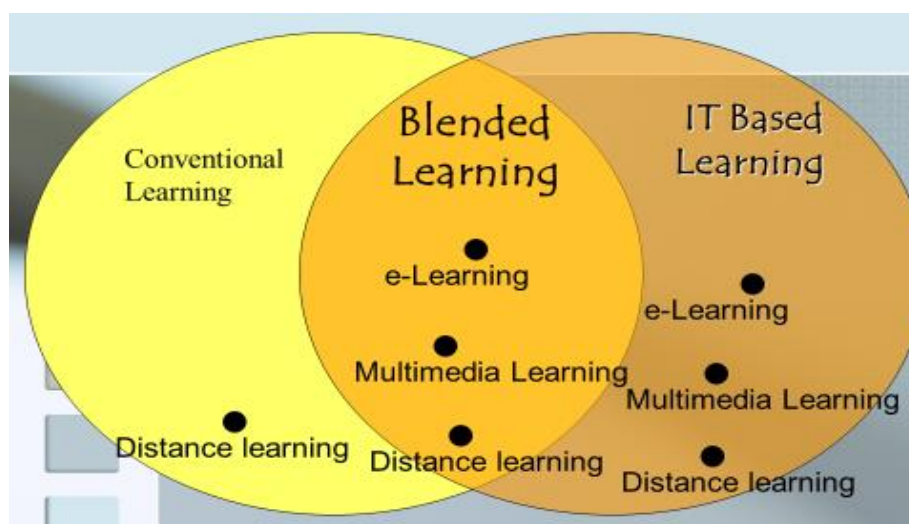 Conventional
Learning
Blended
Learning
IT Based
Learning
e-Learning
Multimedia Learning
Distance learning
Distance learning
e-Learning
Multimedia Learning
Distance learning